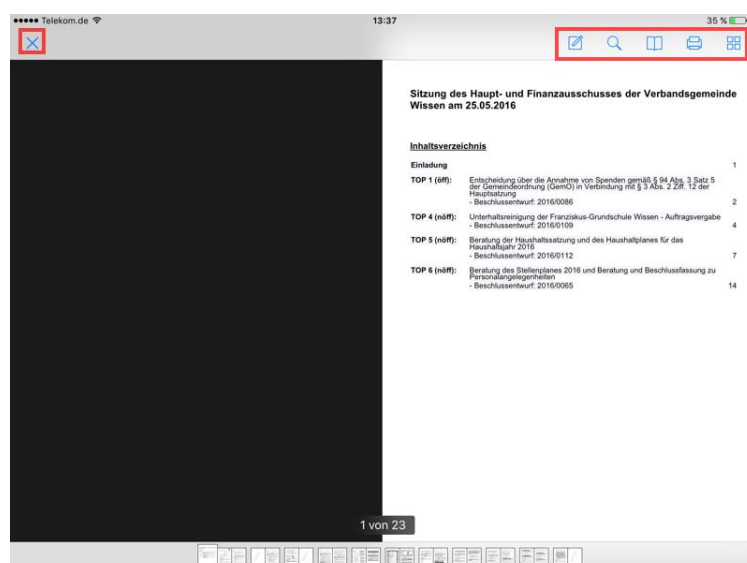 ●●●●● Telekom.de
13:37
35 %
Sitzung des Haupt- und Finanzausschusses der Verbandsgemeinde
Wissen am 25.05.2016
Inhaltsverzeichnis
Einladung 1
TOP 1 (öff): Entscheidung über die Annahme von Spenden gemäß § 94 Abs. 3 Satz 5
der Gemeindeordnung (GemO) in Verbindung mit § 3 Abs. 2 Ziff. 12 der
Hauptsatzung
- Beschlussentwurf: 2016/0086 2
TOP 4 (nöff): Unterhaltsreinigung der Franziskus-Grundschule Wissen - Auftragsvergabe
- Beschlussentwurf: 2016/0109 4
TOP 5 (nöff): Beratung der Haushaltssatzung und des Haushaltplanes für das
Haushaltsjahr 2016
- Beschlussentwurf: 2016/0112 7
TOP 6 (nöff): Beratung des Stellenplanes 2016 und Beratung und Beschlussfassung zu
Personalangelegenheiten
- Beschlussentwurf: 2016/0065 14
1 von 23